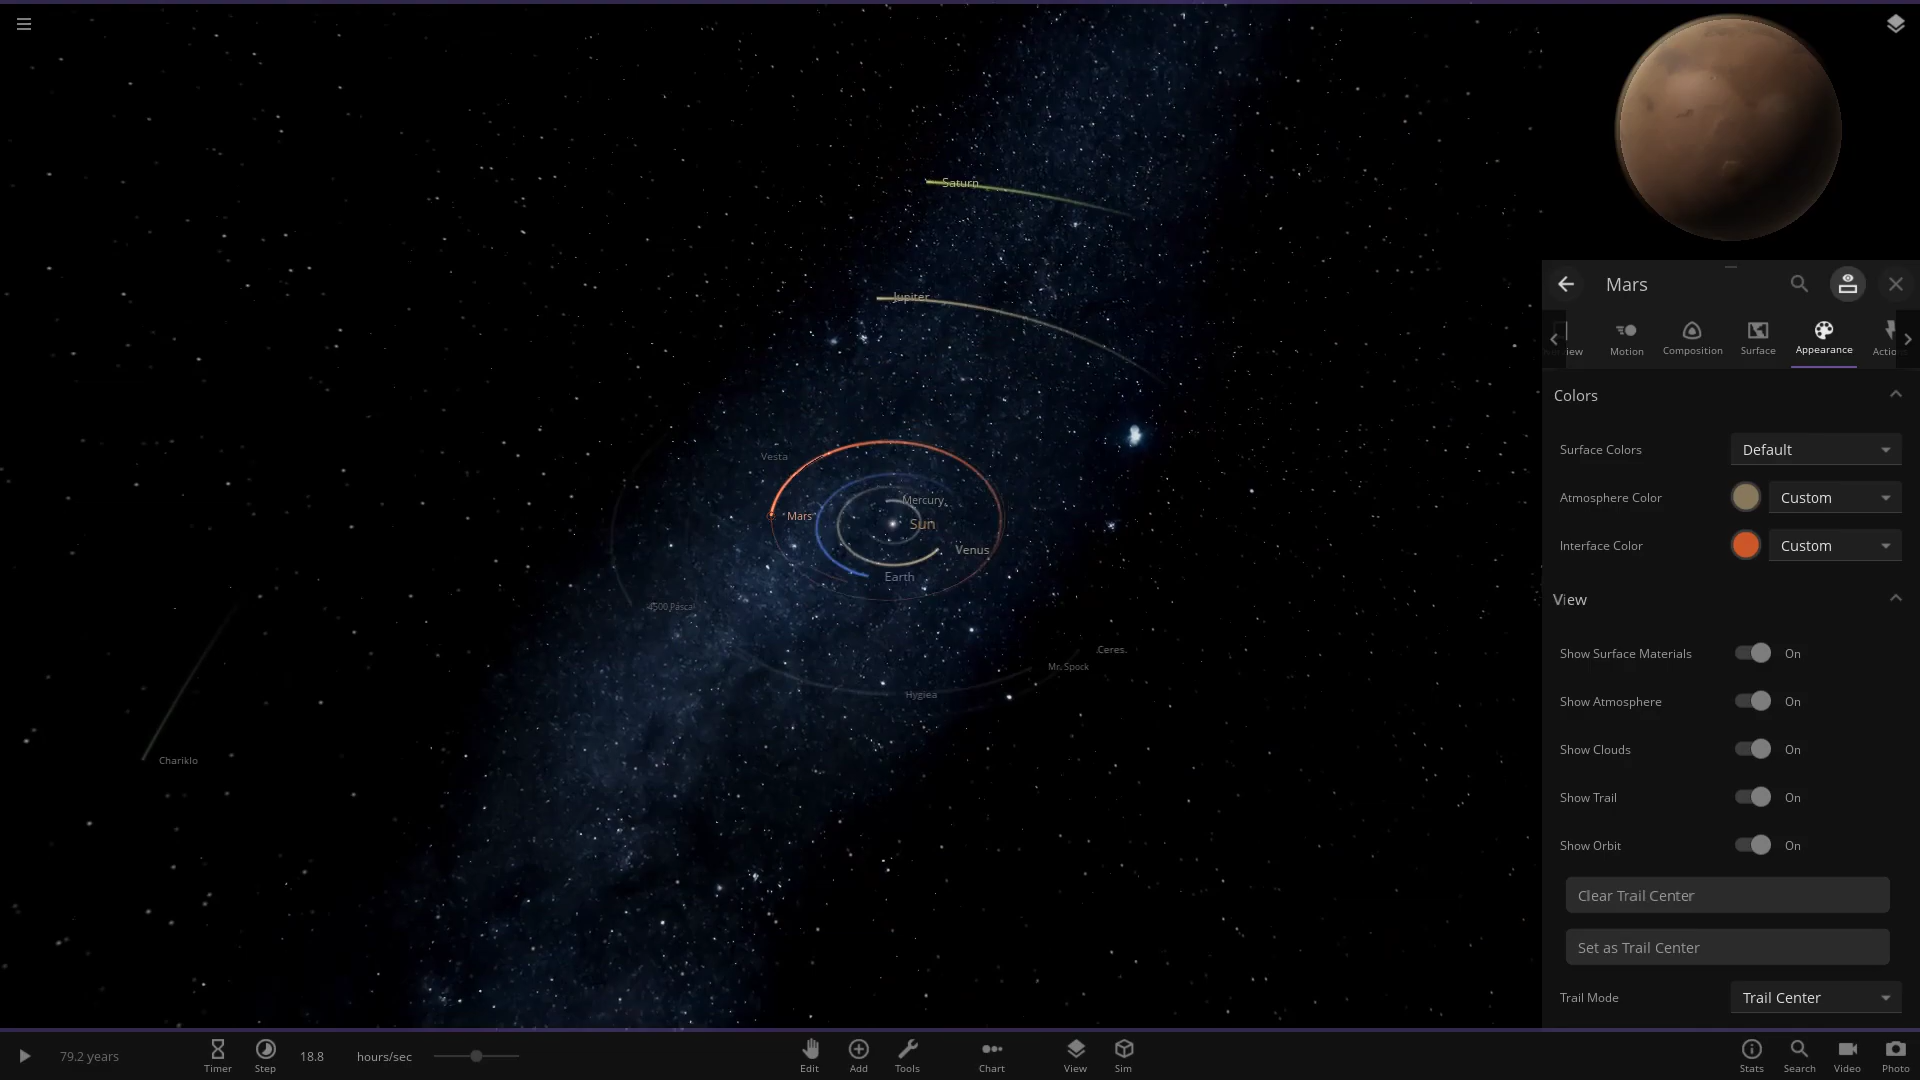 Saturn
Jupiter
Vesta
Mercury
Mars
Sun
Venus
Earth
4500 Pascal
Ceres
Mr. Spock
Hygiea
Chariklo
Mars
Motion
Composition
Surface
Appearance
Colors
Surface Colors
Default
Atmosphere Color
Custom
Interface Color
Custom
View
Show Surface Materials
On
Show Atmosphere
On
Show Clouds
On
Show Trail
On
Show Orbit
On
Clear Trail Center
Set as Trail Center
Trail Mode
Trail Center
79.2 years
Timer
Step
18.8
hours/sec
Edit
Add
Tools
Chart
View
Sim
Stats
Search
Video
Photo